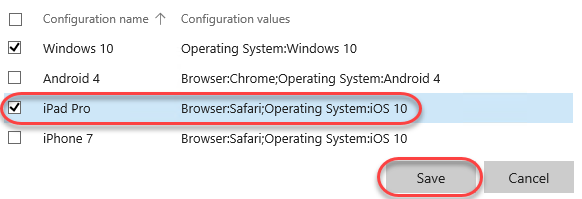 Configuration name ↑ Configuration values
Windows 10 Operating System:Windows 10
Android 4 Browser:Chrome;Operating System:Android 4
iPad Pro Browser:Safari;Operating System:iOS 10
iPhone 7 Browser:Safari;Operating System:iOS 10
Save Cancel